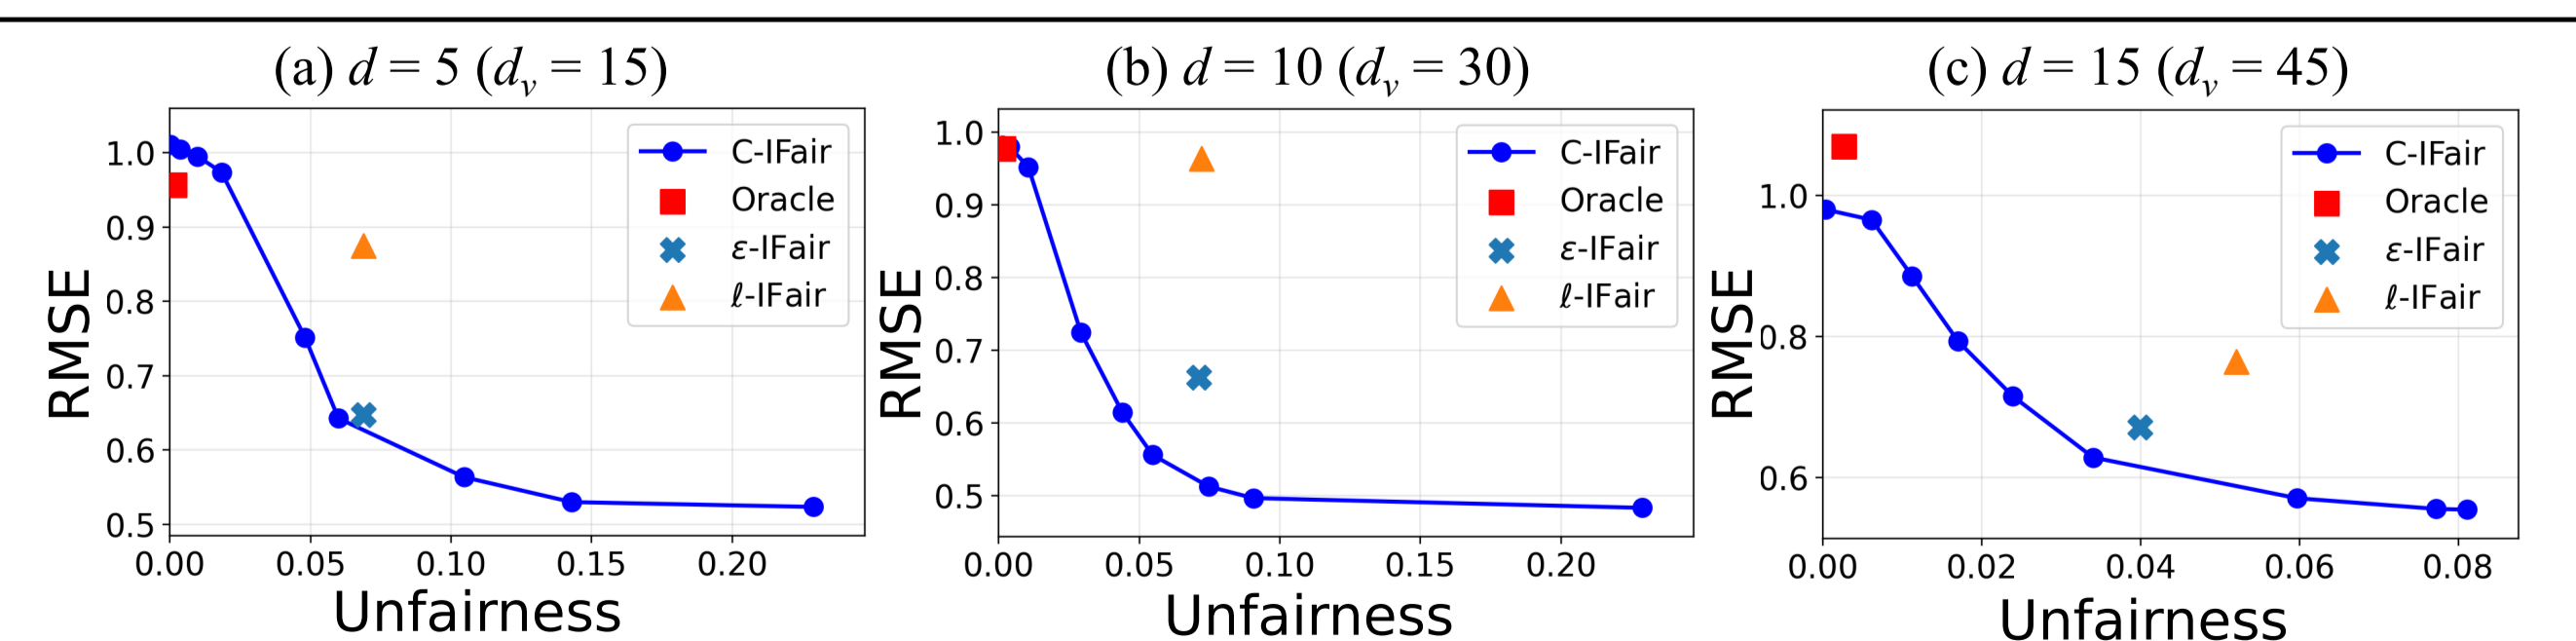 (a) d = 5 (dᵥ = 15)
RMSE
1.0
0.9
0.8
0.7
0.6
0.5
0.00 0.05 0.10 0.15 0.20
Unfairness
C-IFair
Oracle
ε-IFair
ℓ-IFair
(b) d = 10 (dᵥ = 30)
RMSE
1.0
0.9
0.8
0.7
0.6
0.5
0.00 0.05 0.10 0.15 0.20
Unfairness
C-IFair
Oracle
ε-IFair
ℓ-IFair
(c) d = 15 (dᵥ = 45)
RMSE
1.0
0.8
0.6
0.00 0.02 0.04 0.06 0.08
Unfairness
C-IFair
Oracle
ε-IFair
ℓ-IFair